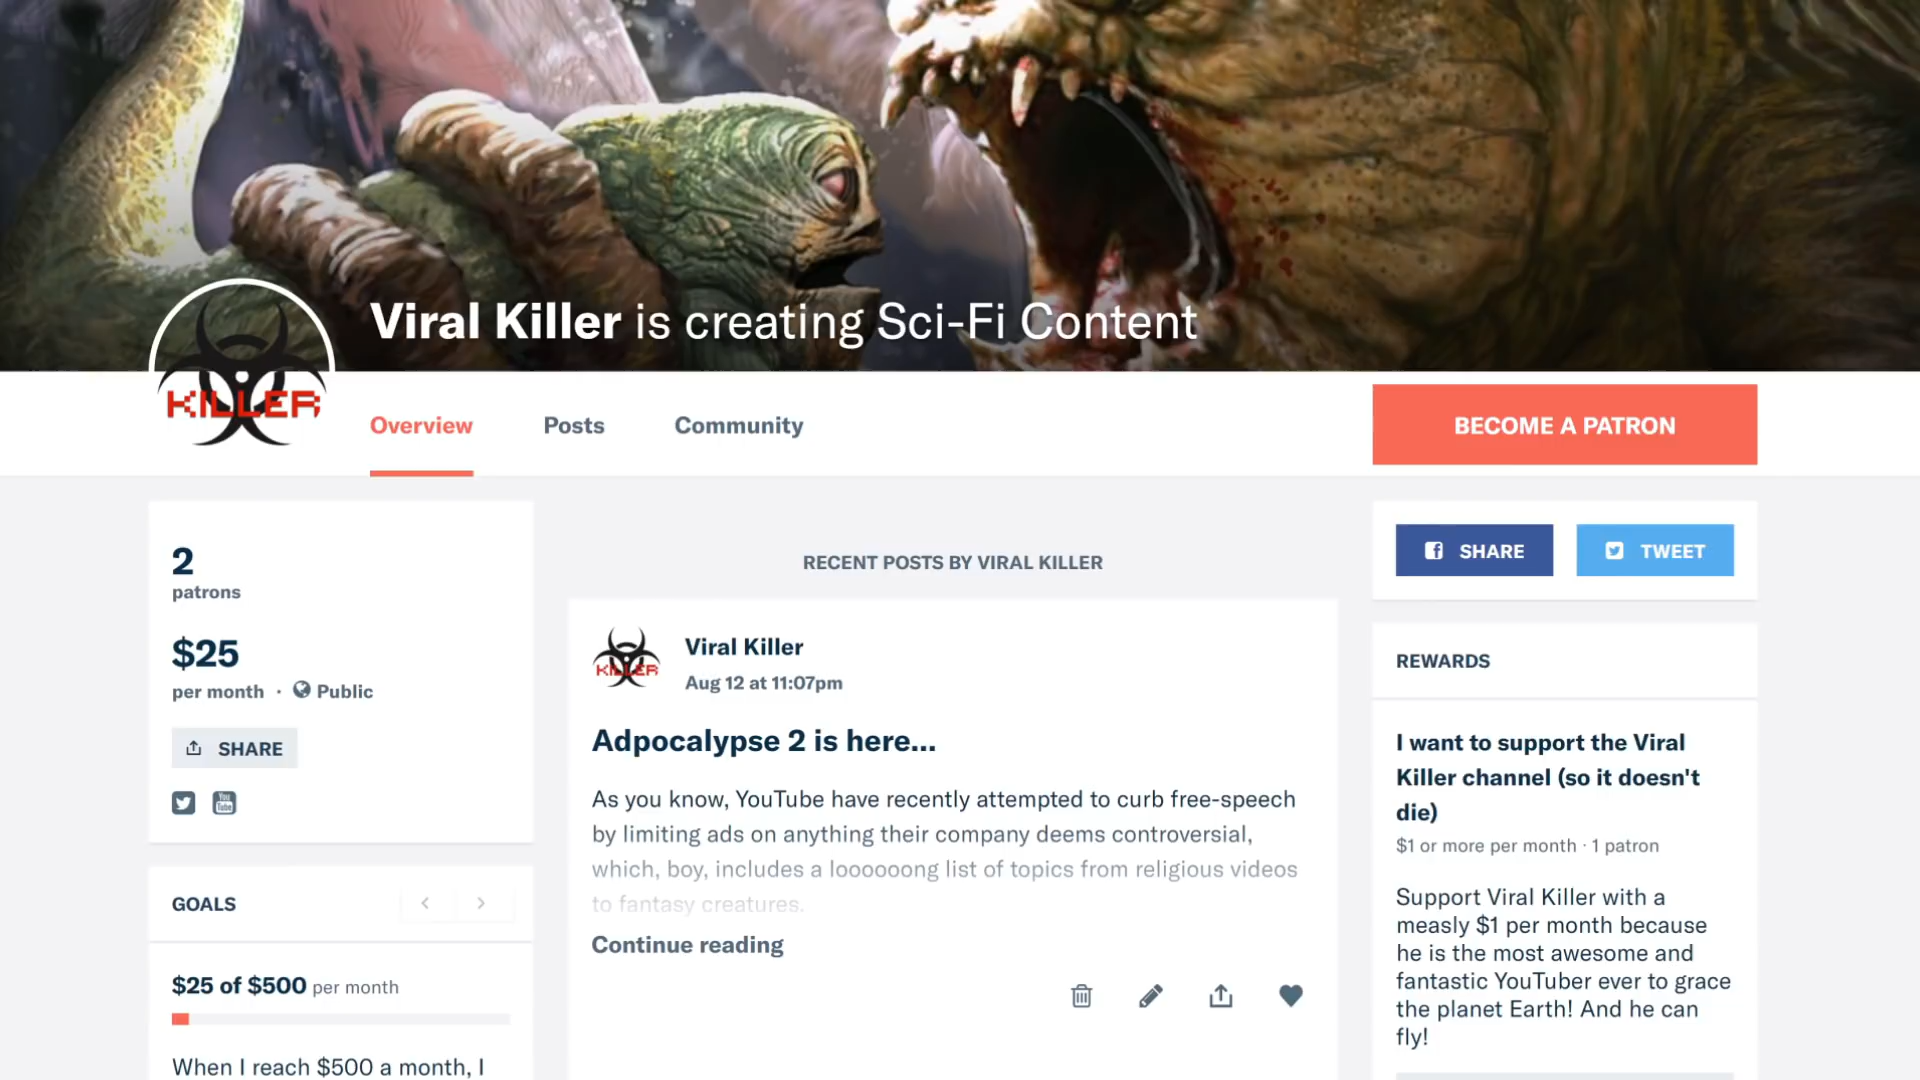 Viral Killer is creating Sci-Fi Content
KILLER
Overview
Posts
Community
BECOME A PATRON
2
patrons
$25
per month · Public
SHARE
You
Tube
GOALS
$25 of $500 per month
When I reach $500 a month, I
RECENT POSTS BY VIRAL KILLER
KILLER
Viral Killer
Aug 12 at 11:07pm
Adpocalypse 2 is here...
As you know, YouTube have recently attempted to curb free-speech
by limiting ads on anything their company deems controversial,
which, boy, includes a loooooong list of topics from religious videos
to fantasy creatures.
Continue reading
SHARE
TWEET
REWARDS
I want to support the Viral
Killer channel (so it doesn't
die)
$1 or more per month · 1 patron
Support Viral Killer with a
measly $1 per month because
he is the most awesome and
fantastic YouTuber ever to grace
the planet Earth! And he can
fly!